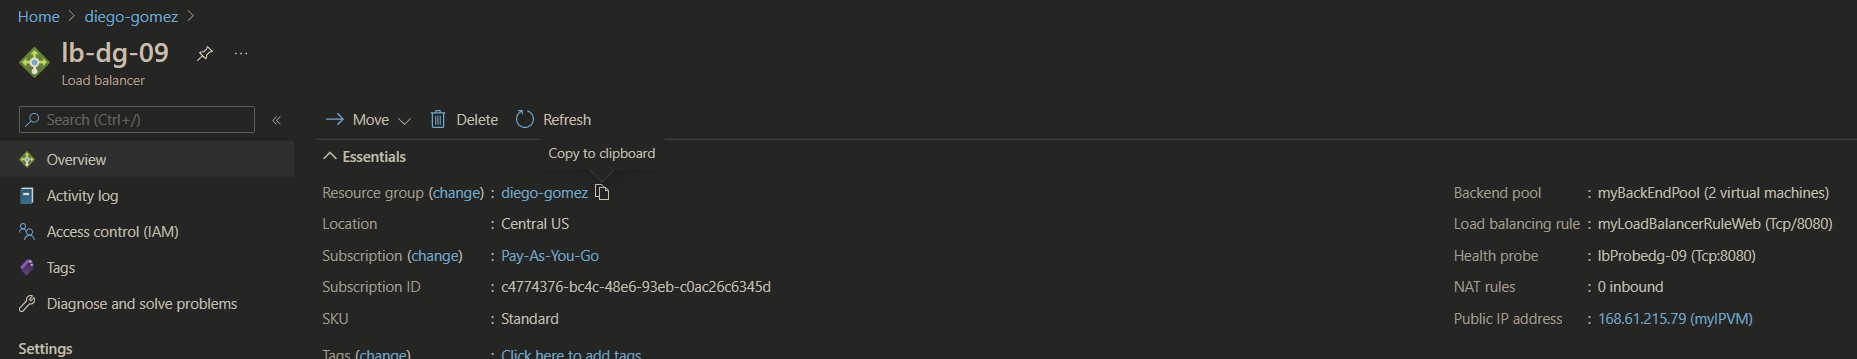 Home > diego-gomez >
lb-dg-09 ...
Load balancer
Search (Ctrl+/) «
Overview
Activity log
Access control (IAM)
Tags
Diagnose and solve problems
Settings
Move Delete Refresh
Copy to clipboard
Essentials
Resource group (change) : diego-gomez
Location : Central US
Subscription (change) : Pay-As-You-Go
Subscription ID : c4774376-bc4c-48e6-93eb-c0ac26c6345d
SKU : Standard
Tags (change) : Click here to add tags
Backend pool : myBackEndPool (2 virtual machines)
Load balancing rule : myLoadBalancerRuleWeb (Tcp/8080)
Health probe : lbProbedg-09 (Tcp:8080)
NAT rules : 0 inbound
Public IP address : 168.61.215.79 (myIPVM)